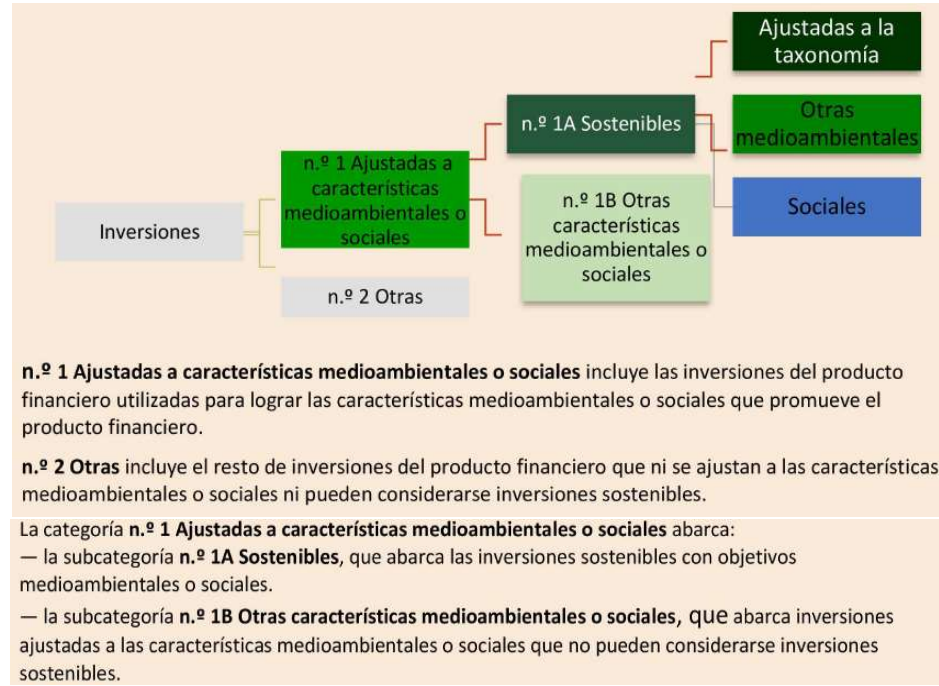 Ajustadas a la
taxonomía
n.º 1A Sostenibles
Otras
medioambientales
n.º 1 Ajustadas a
características
medioambientales o
sociales
n.º 1B Otras
características
medioambientales o
sociales
Sociales
Inversiones
n.º 2 Otras
n.º 1 Ajustadas a características medioambientales o sociales incluye las inversiones del producto
financiero utilizadas para lograr las características medioambientales o sociales que promueve el
producto financiero.
n.º 2 Otras incluye el resto de inversiones del producto financiero que ni se ajustan a las características
medioambientales o sociales ni pueden considerarse inversiones sostenibles.
La categoría n.º 1 Ajustadas a características medioambientales o sociales abarca:
— la subcategoría n.º 1A Sostenibles, que abarca las inversiones sostenibles con objetivos
medioambientales o sociales.
— la subcategoría n.º 1B Otras características medioambientales o sociales, que abarca inversiones
ajustadas a las características medioambientales o sociales que no pueden considerarse inversiones
sostenibles.